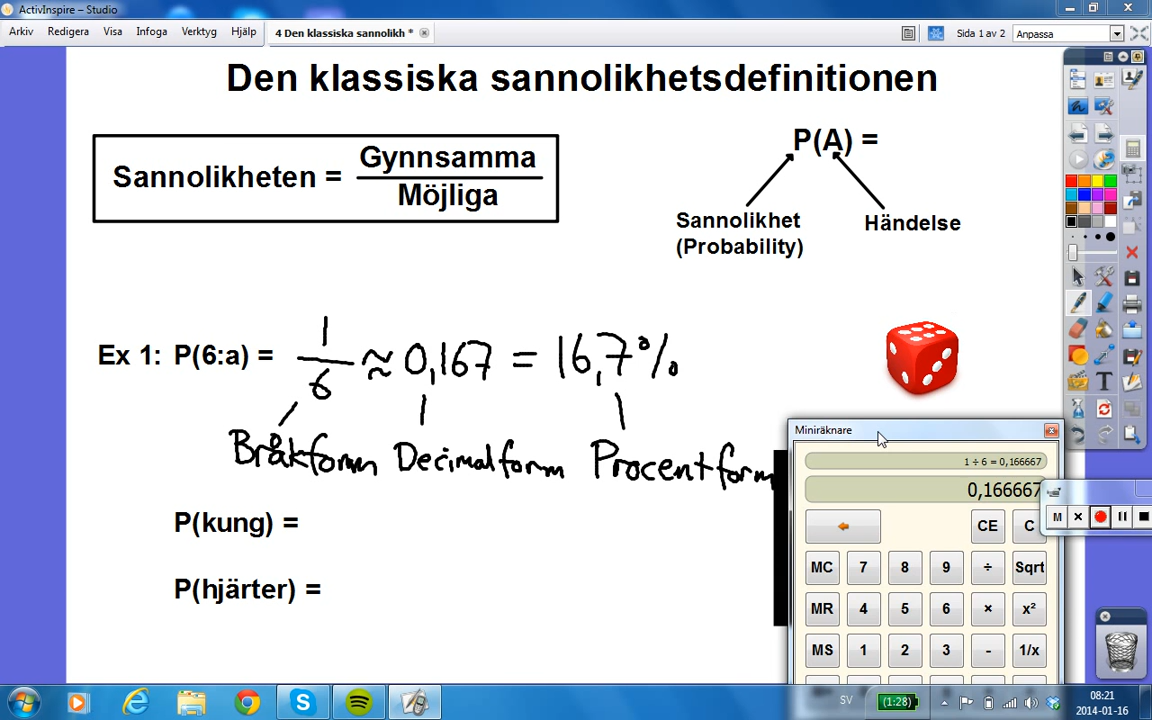 ActivInspire – Studio
Arkiv Redigera Visa Infoga Verktyg Hjälp
4 Den klassiska sannolikh *
Sida 1 av 2
Anpassa
Den klassiska sannolikhetsdefinitionen
Sannolikheten = Gynnsamma
Möjliga
P(A) =
Sannolikhet
(Probability)
Händelse
Ex 1: P(6:a) = 1/6 ≈ 0,167 = 16,7%
Bråkform Decimalform Procentform
P(kung) =
P(hjärter) =
Miniräknare
1 ÷ 6 = 0,166667
0,166667
CE C
MC 7 8 9 ÷ Sqrt
MR 4 5 6 × x²
MS 1 2 3 - 1/x
M
SV
(1:28)
08:21
2014-01-16